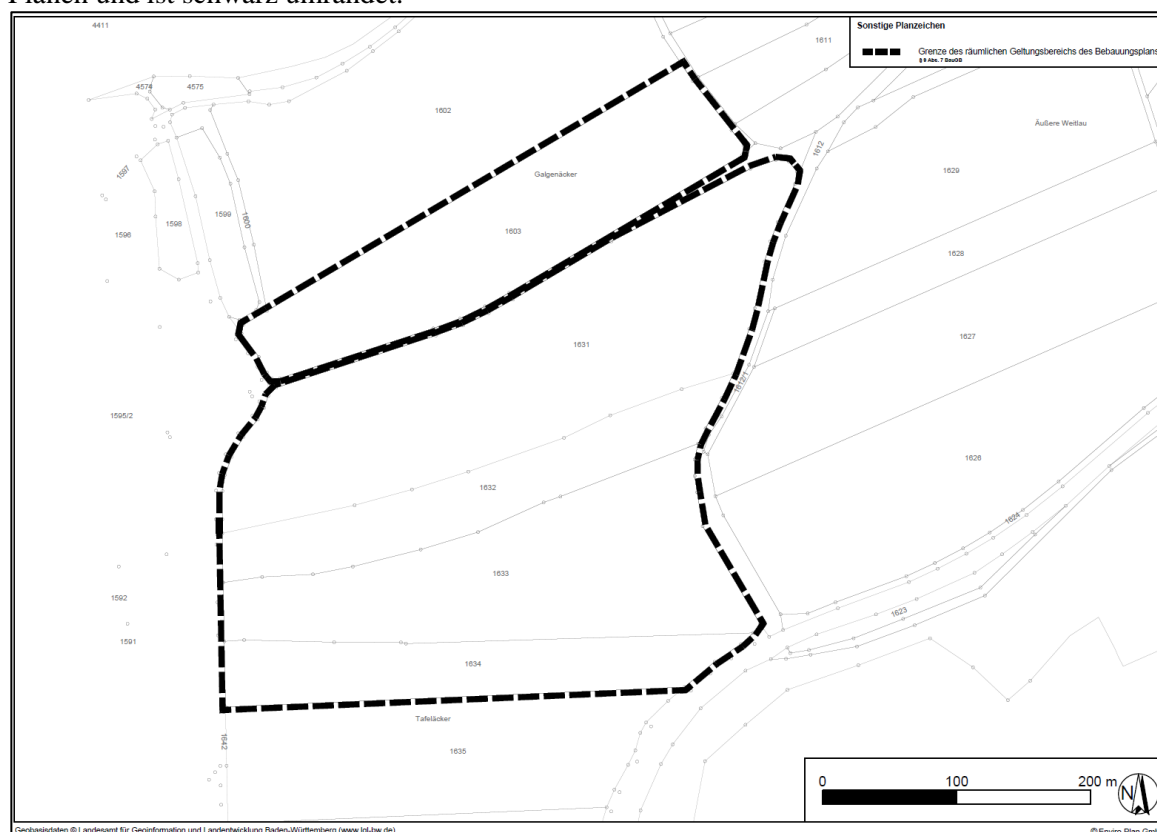 Planen und ist schwarz umrandet.
4411
Sonstige Planzeichen
1611
Grenze des räumlichen Geltungsbereichs des Bebauungsplans
§ 9 Abs. 7 BauGB
4574
4575
1602
Äußere Weitlau
1612
1597
Galgenäcker
1629
1599
1600
1598
1596
1603
1628
1631
1627
1612/1
1595/2
1626
1632
1624
1633
1592
1623
1591
1634
Tafeläcker
1642
1635
0 100 200 m
N
Geobasisdaten © Landesamt für Geoinformation und Landentwicklung Baden-Württemberg (www.lgl-bw.de)
© Enviro-Plan GmbH